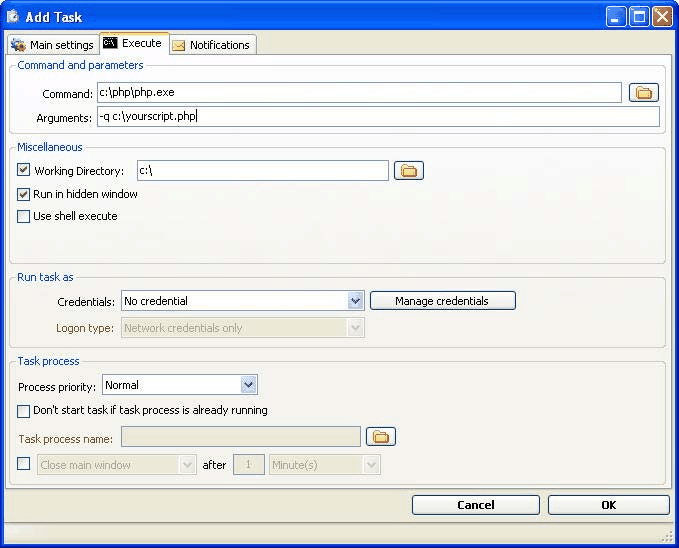 Add Task
Main settings
C:\
Execute
Notifications
Command and parameters
Command: c:\php\php.exe
Arguments: -q c:\yourscript.php
Miscellaneous
Working Directory: c:\
Run in hidden window
Use shell execute
Run task as
Credentials: No credential Manage credentials
Logon type: Network credentials only
Task process
Process priority: Normal
Don't start task if task process is already running
Task process name:
Close main window after 1 Minute(s)
Cancel OK